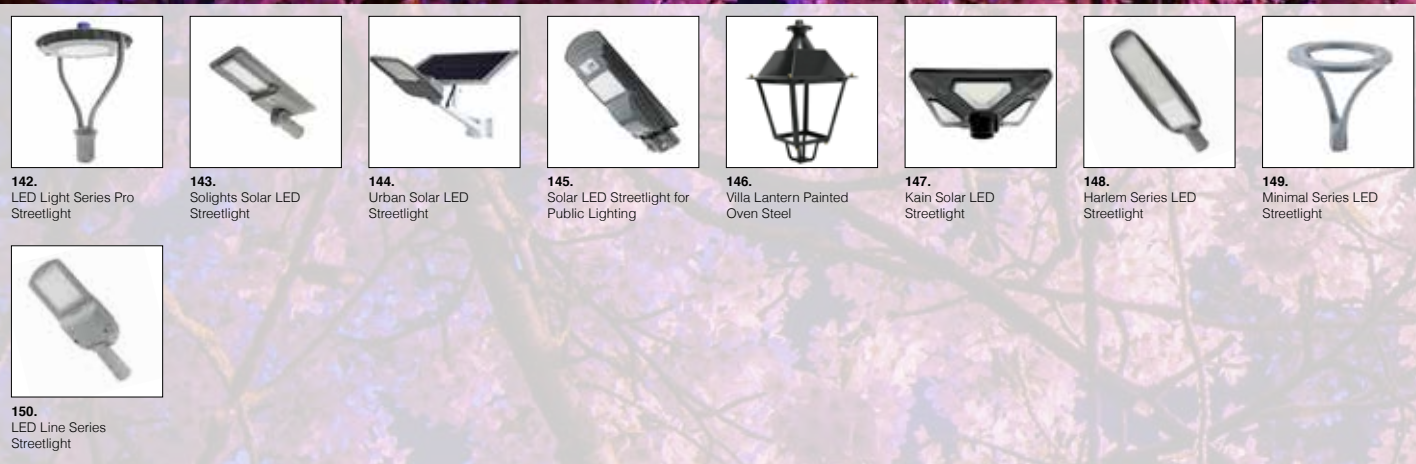 142.
LED Light Series Pro
Streetlight
143.
Solights Solar LED
Streetlight
144.
Urban Solar LED
Streetlight
145.
Solar LED Streetlight for
Public Lighting
146.
Villa Lantern Painted
Oven Steel
147.
Kain Solar LED
Streetlight
148.
Harlem Series LED
Streetlight
149.
Minimal Series LED
Streetlight
150.
LED Line Series
Streetlight